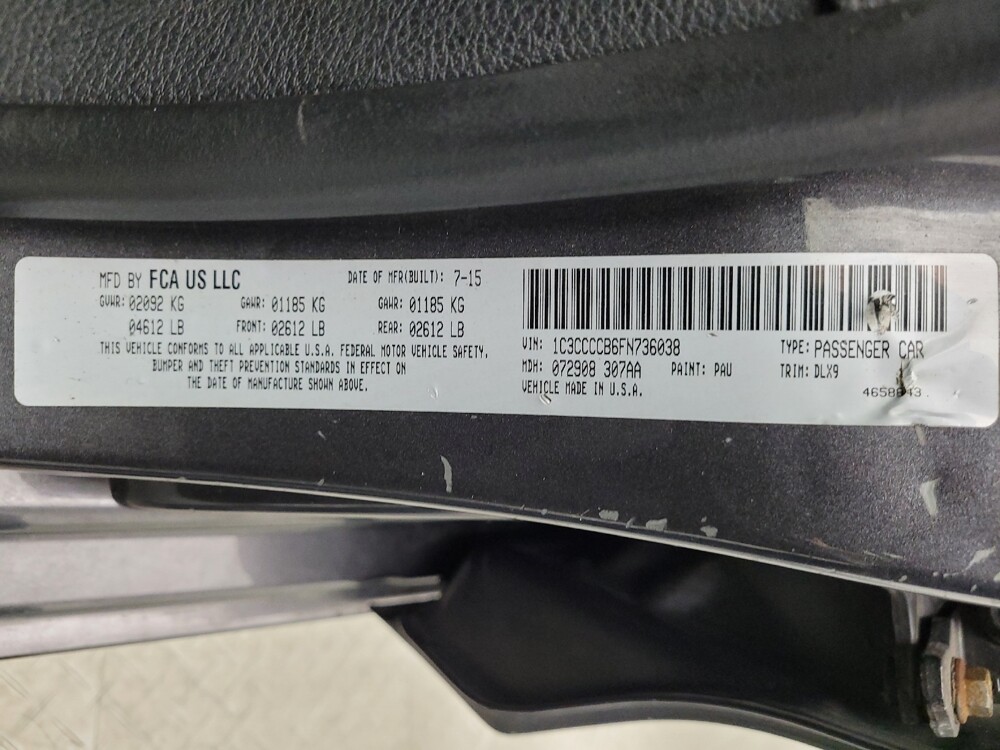 MFD BY FCA US LLC DATE OF MFR(BUILT): 7-15
GVWR: 02092 KG GAWR: 01185 KG GAWR: 01185 KG
04612 LB FRONT: 02612 LB REAR: 02612 LB
THIS VEHICLE CONFORMS TO ALL APPLICABLE U.S.A. FEDERAL MOTOR VEHICLE SAFETY,
BUMPER AND THEFT PREVENTION STANDARDS IN EFFECT ON
THE DATE OF MANUFACTURE SHOWN ABOVE.
VIN: 1C3CCCCB6FN736038 TYPE: PASSENGER CAR
MDH: 072908 307AA PAINT: PAU TRIM: DLX9
VEHICLE MADE IN U.S.A.